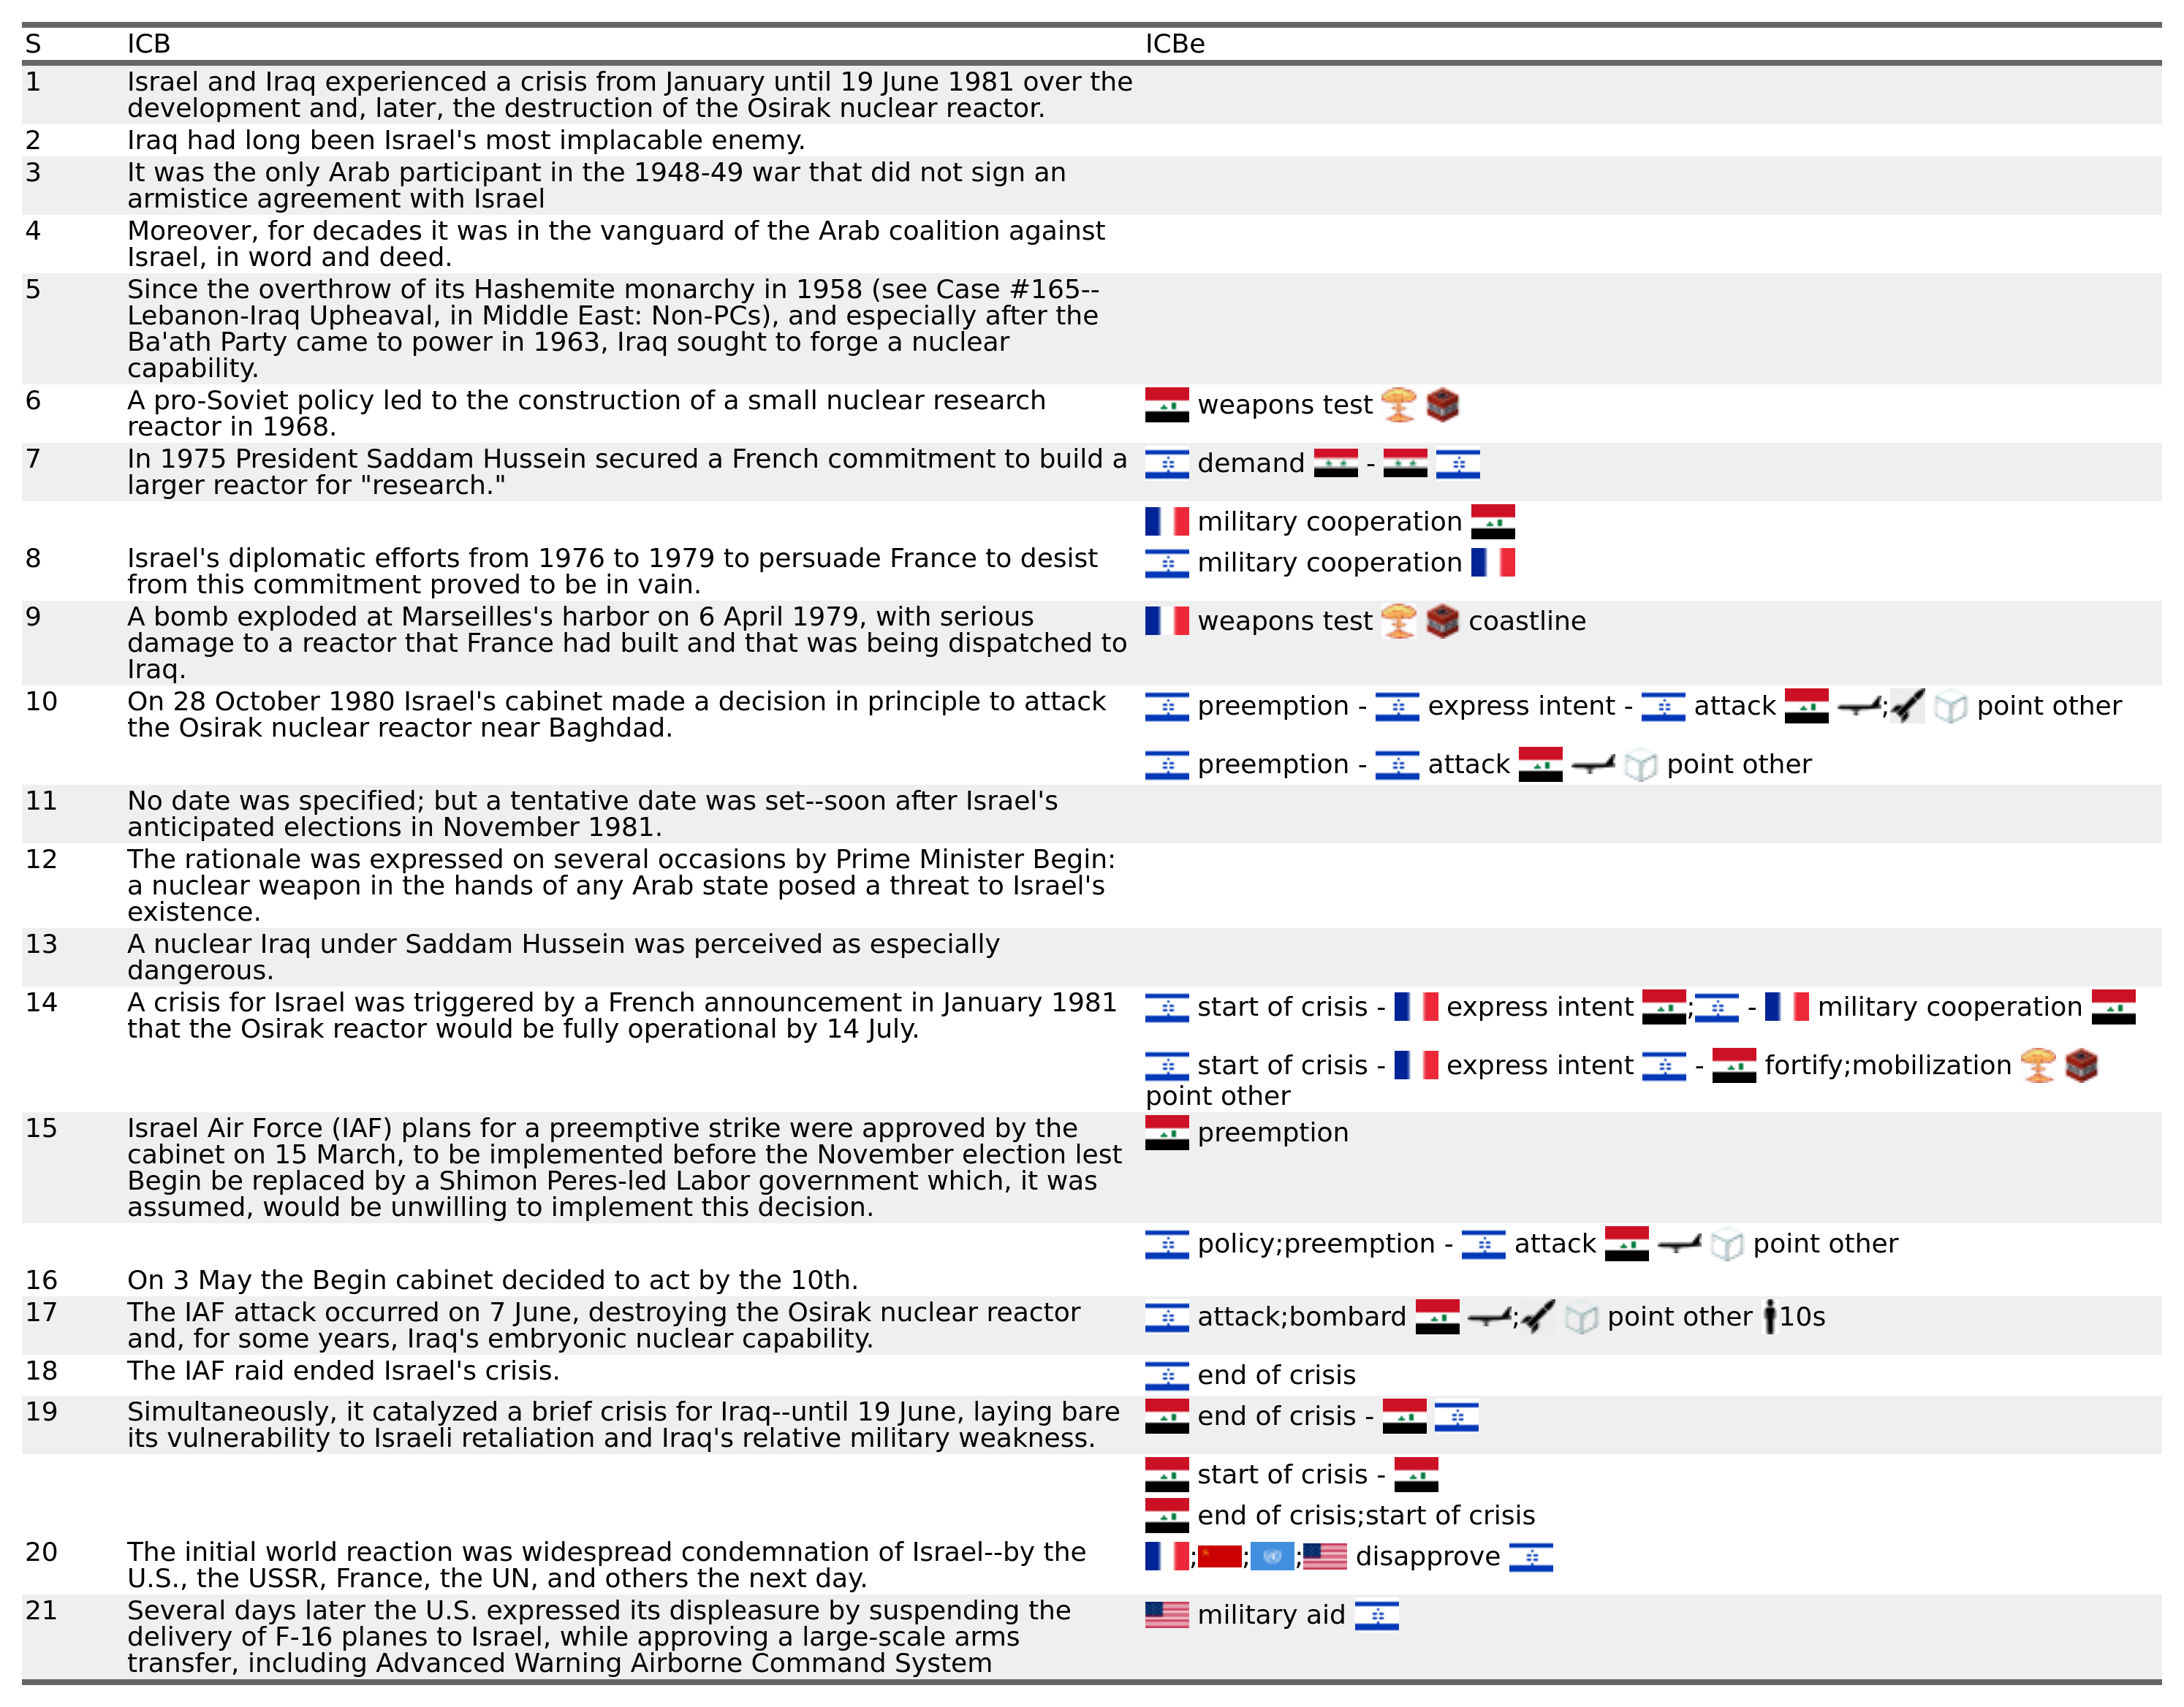 S ICB ICBe
1 Israel and Iraq experienced a crisis from January until 19 June 1981 over the
development and, later, the destruction of the Osirak nuclear reactor.
2 Iraq had long been Israel's most implacable enemy.
3 It was the only Arab participant in the 1948-49 war that did not sign an
armistice agreement with Israel
4 Moreover, for decades it was in the vanguard of the Arab coalition against
Israel, in word and deed.
5 Since the overthrow of its Hashemite monarchy in 1958 (see Case #165--
Lebanon-Iraq Upheaval, in Middle East: Non-PCs), and especially after the
Ba'ath Party came to power in 1963, Iraq sought to forge a nuclear
capability.
6 A pro-Soviet policy led to the construction of a small nuclear research
reactor in 1968.
weapons test
7 In 1975 President Saddam Hussein secured a French commitment to build a
larger reactor for "research."
demand -
military cooperation
8 Israel's diplomatic efforts from 1976 to 1979 to persuade France to desist
from this commitment proved to be in vain.
military cooperation
9 A bomb exploded at Marseilles's harbor on 6 April 1979, with serious
damage to a reactor that France had built and that was being dispatched to
Iraq.
weapons test coastline
10 On 28 October 1980 Israel's cabinet made a decision in principle to attack
the Osirak nuclear reactor near Baghdad.
preemption - express intent - attack ; point other
preemption - attack point other
11 No date was specified; but a tentative date was set--soon after Israel's
anticipated elections in November 1981.
12 The rationale was expressed on several occasions by Prime Minister Begin:
a nuclear weapon in the hands of any Arab state posed a threat to Israel's
existence.
13 A nuclear Iraq under Saddam Hussein was perceived as especially
dangerous.
14 A crisis for Israel was triggered by a French announcement in January 1981
that the Osirak reactor would be fully operational by 14 July.
start of crisis - express intent ; - military cooperation
start of crisis - express intent - fortify;mobilization
point other
15 Israel Air Force (IAF) plans for a preemptive strike were approved by the
cabinet on 15 March, to be implemented before the November election lest
Begin be replaced by a Shimon Peres-led Labor government which, it was
assumed, would be unwilling to implement this decision.
preemption
policy;preemption - attack point other
16 On 3 May the Begin cabinet decided to act by the 10th.
17 The IAF attack occurred on 7 June, destroying the Osirak nuclear reactor
and, for some years, Iraq's embryonic nuclear capability.
attack;bombard ; point other 10s
18 The IAF raid ended Israel's crisis.
end of crisis
19 Simultaneously, it catalyzed a brief crisis for Iraq--until 19 June, laying bare
its vulnerability to Israeli retaliation and Iraq's relative military weakness.
end of crisis -
start of crisis -
end of crisis;start of crisis
20 The initial world reaction was widespread condemnation of Israel--by the
U.S., the USSR, France, the UN, and others the next day.
; ; ; disapprove
21 Several days later the U.S. expressed its displeasure by suspending the
delivery of F-16 planes to Israel, while approving a large-scale arms
transfer, including Advanced Warning Airborne Command System
military aid